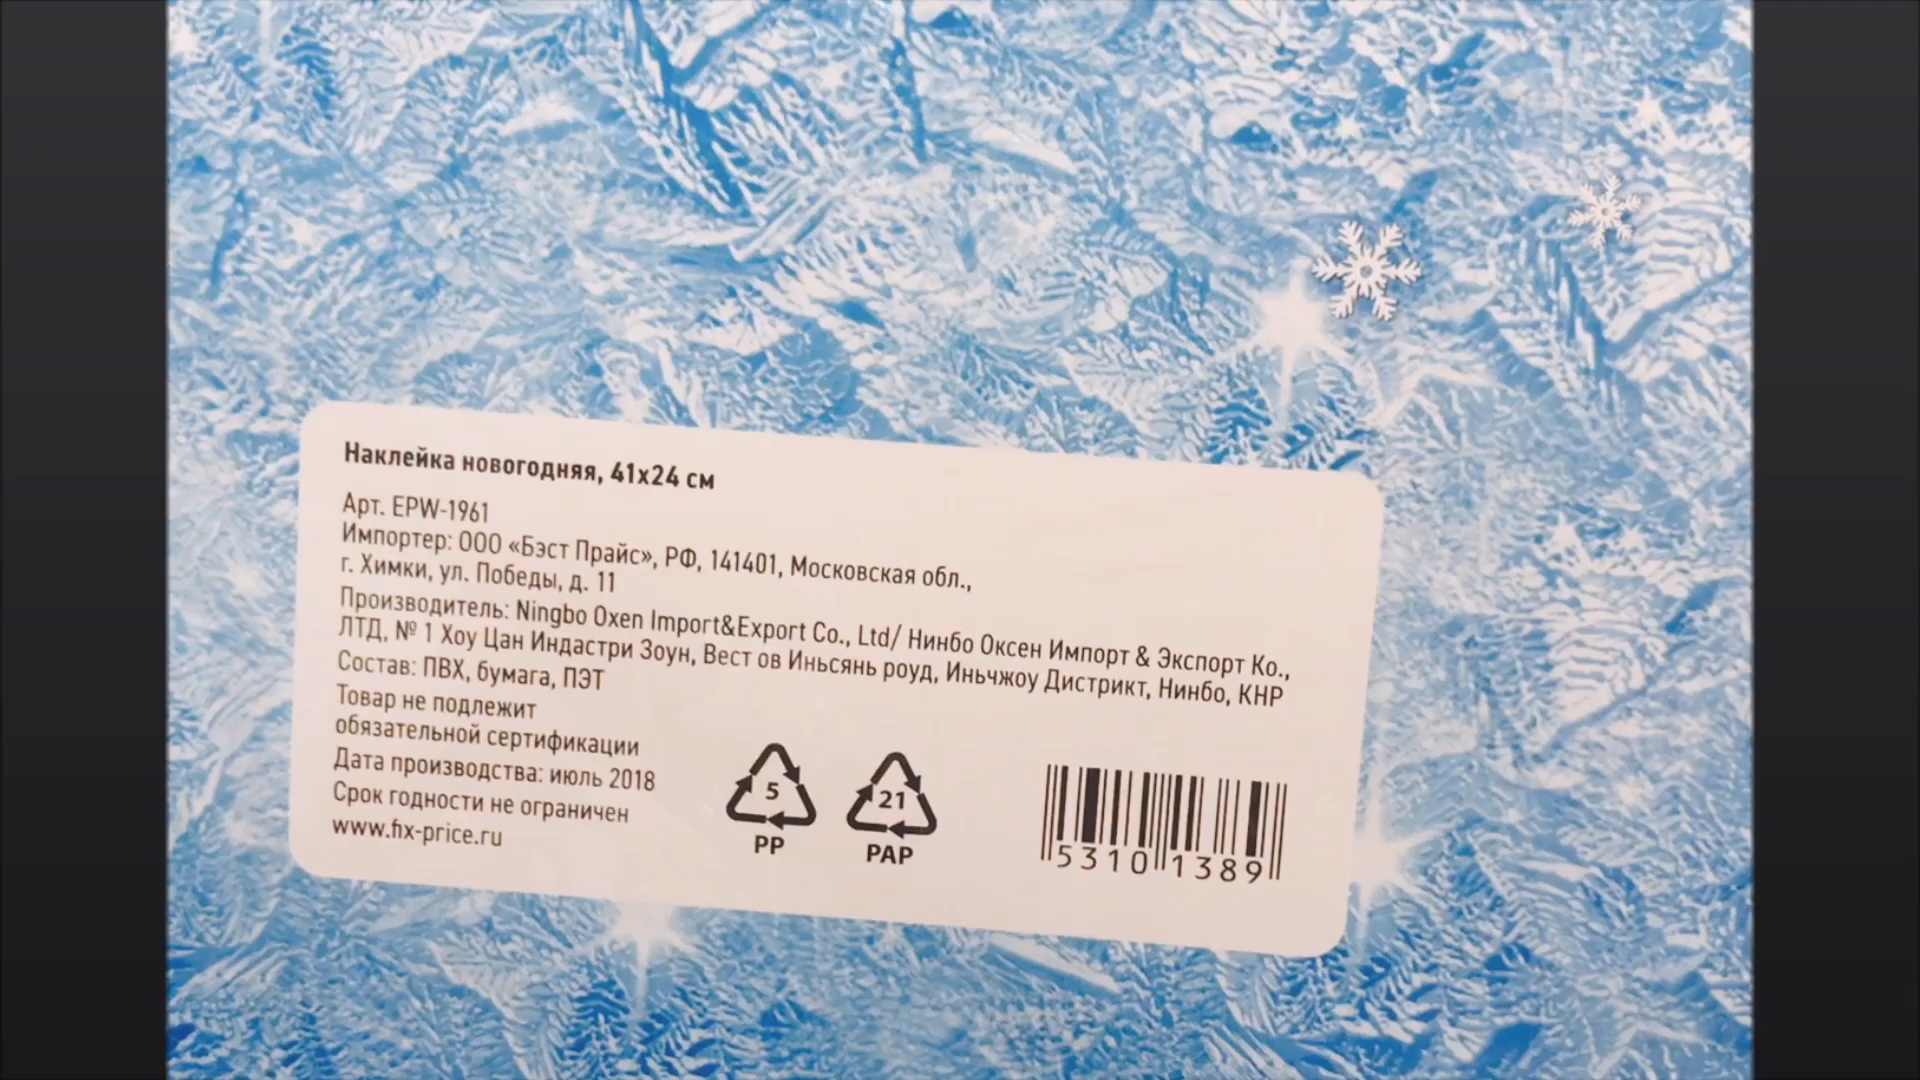 Наклейка новогодняя, 41х24 см
Арт. EPW-1961
Импортер: ООО «Бэст Прайс», РФ, 141401, Московская обл.,
г. Химки, ул. Победы, д. 11
Производитель: Ningbo Oxen Import&Export Co., Ltd/ Нинбо Оксен Импорт & Экспорт Ко.,
ЛТД, № 1 Хоу Цан Индастри Зоун, Вест ов Иньсянь роуд, Иньчжоу Дистрикт, Нинбо, КНР
Состав: ПВХ, бумага, ПЭТ
Товар не подлежит
обязательной сертификации
Дата производства: июль 2018
Срок годности не ограничен
www.fix-price.ru
5
PP
21
PAP
5310 1389